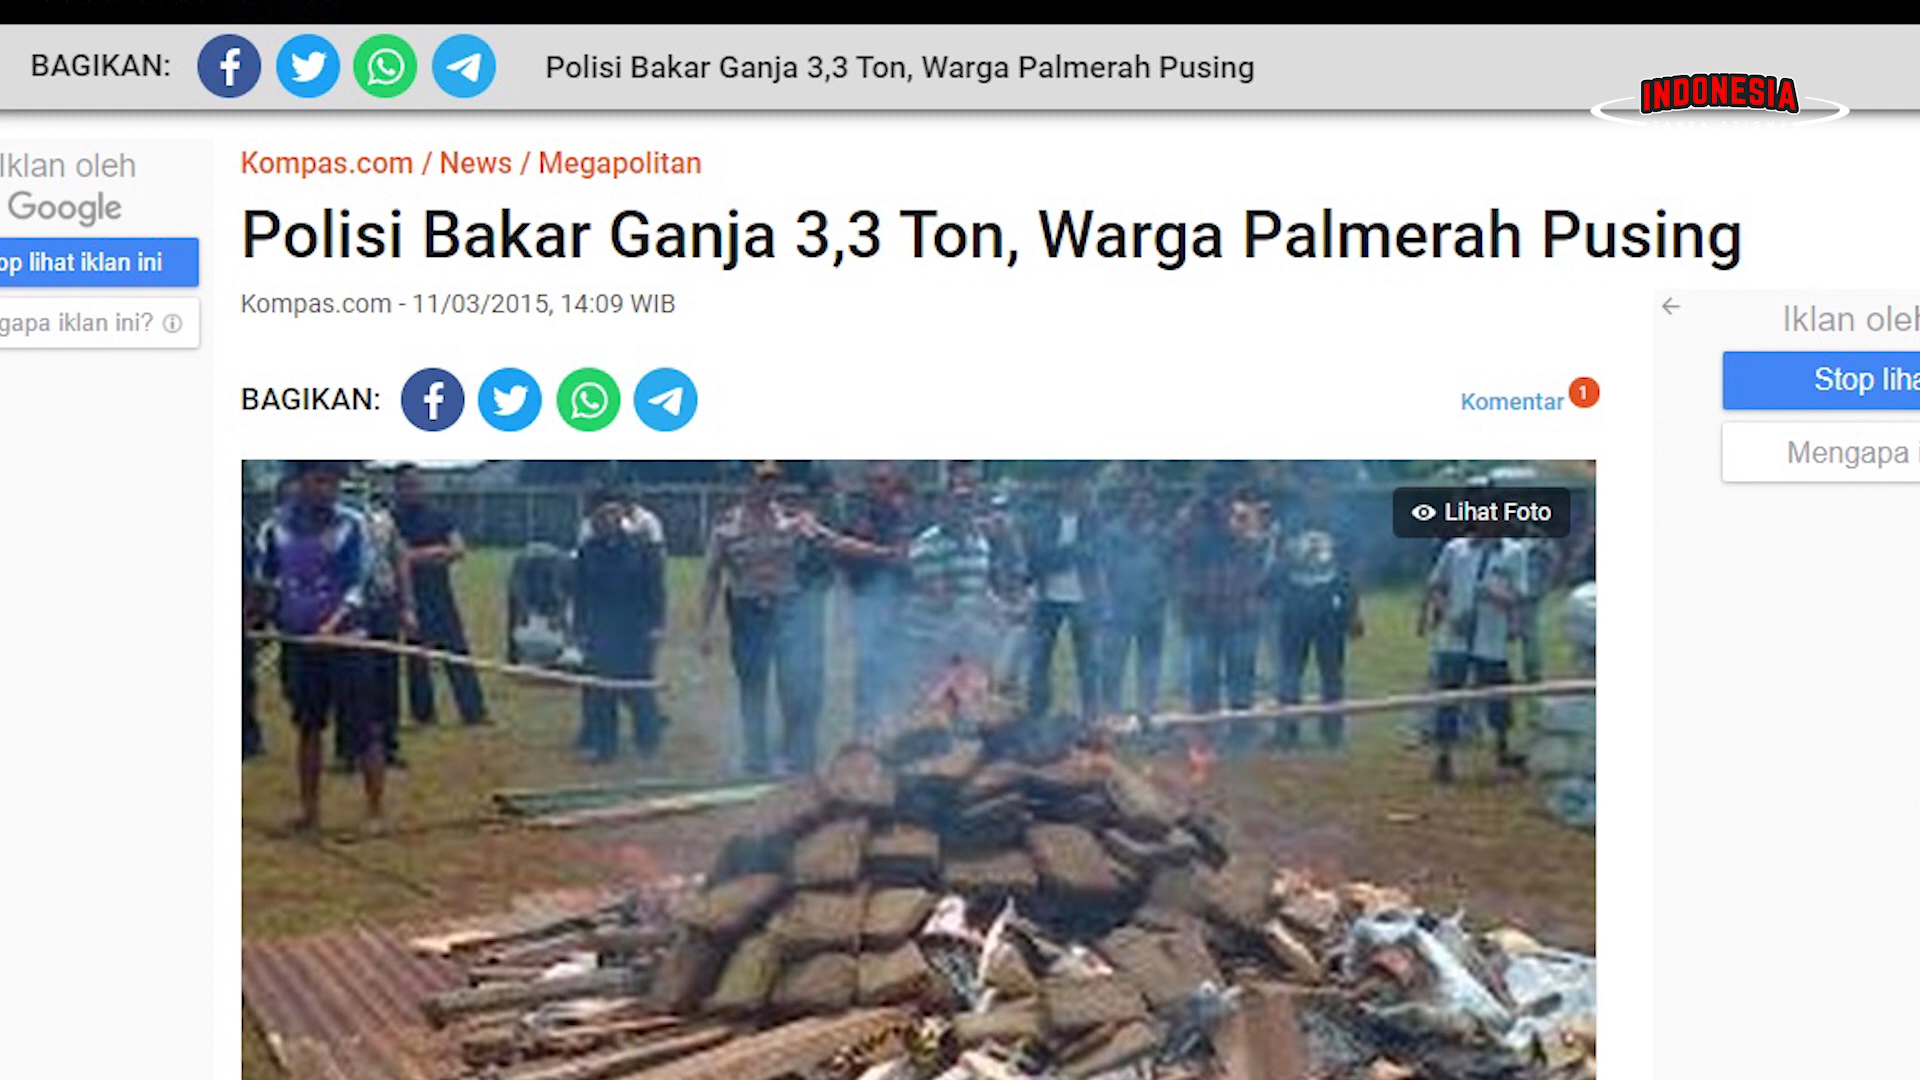 BAGIKAN:
Polisi Bakar Ganja 3,3 Ton, Warga Palmerah Pusing
INDONESIA
Iklan oleh
Google
op lihat iklan ini
gapa iklan ini?
Kompas.com / News / Megapolitan
Polisi Bakar Ganja 3,3 Ton, Warga Palmerah Pusing
Kompas.com - 11/03/2015, 14:09 WIB
BAGIKAN:
Komentar 1
Iklan oleh
Stop liha
Mengapa i
Lihat Foto